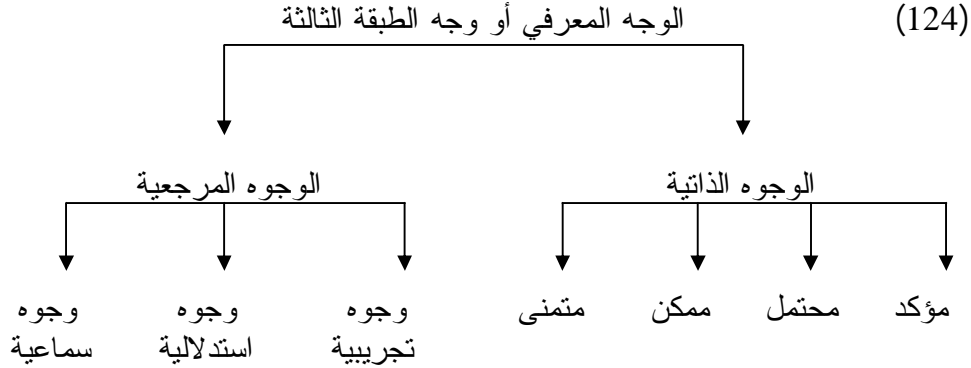 (124) الوجه المعرفي أو وجه الطبقة الثالثة
الوجوه الذاتية
الوجوه المرجعية
مؤكد
محتمل
ممكن
متمنى
وجوه
تجريبية
وجوه
استدلالية
وجوه
سماعية